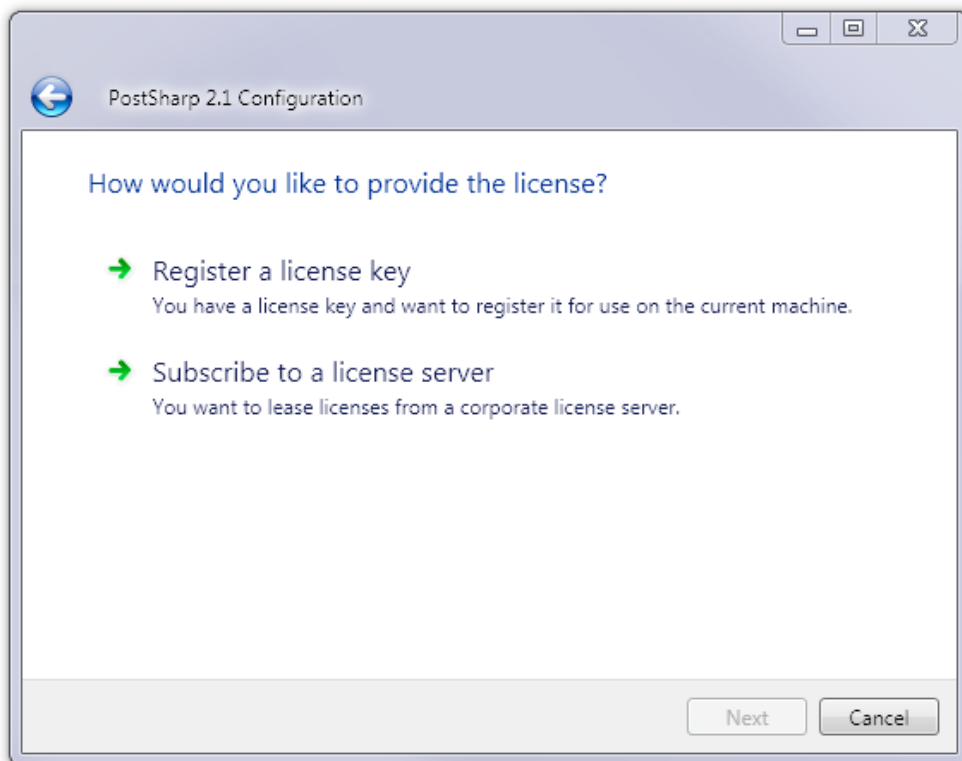 PostSharp 2.1 Configuration
How would you like to provide the license?
Register a license key
You have a license key and want to register it for use on the current machine.
Subscribe to a license server
You want to lease licenses from a corporate license server.
Next
Cancel